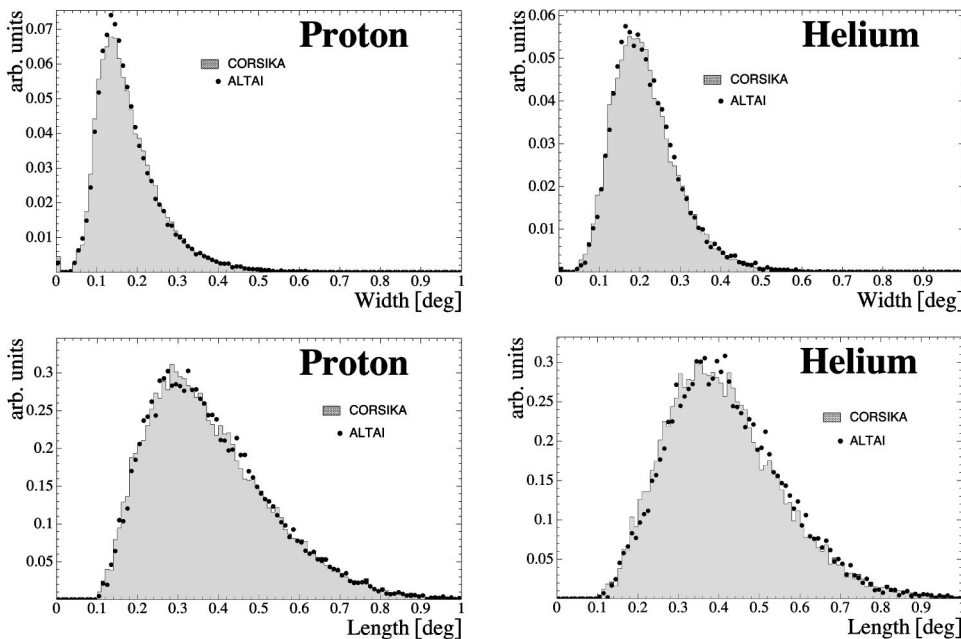 Proton
arb. units
CORSIKA
ALTAI
0.07
0.06
0.05
0.04
0.03
0.02
0.01
0 0.1 0.2 0.3 0.4 0.5 0.6 0.7 0.8 0.9 1
Width [deg]
Helium
arb. units
CORSIKA
ALTAI
0.06
0.05
0.04
0.03
0.02
0.01
0 0.1 0.2 0.3 0.4 0.5 0.6 0.7 0.8 0.9
Width [deg]
Proton
arb. units
CORSIKA
ALTAI
0.3
0.25
0.2
0.15
0.1
0.05
0 0.1 0.2 0.3 0.4 0.5 0.6 0.7 0.8 0.9 1
Length [deg]
Helium
arb. units
CORSIKA
ALTAI
0.3
0.25
0.2
0.15
0.1
0.05
0 0.1 0.2 0.3 0.4 0.5 0.6 0.7 0.8 0.9 1
Length [deg]